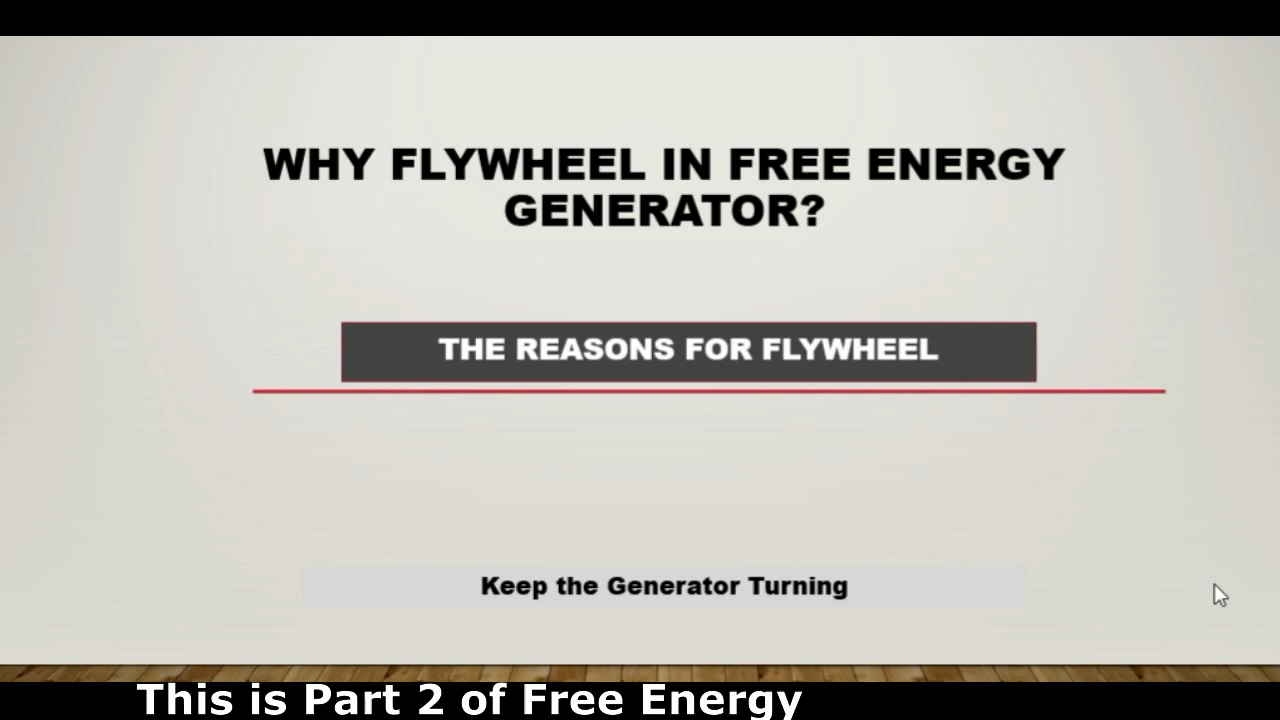 WHY FLYWHEEL IN FREE ENERGY
GENERATOR?
THE REASONS FOR FLYWHEEL
Keep the Generator Turning
This is Part 2 of Free Energy